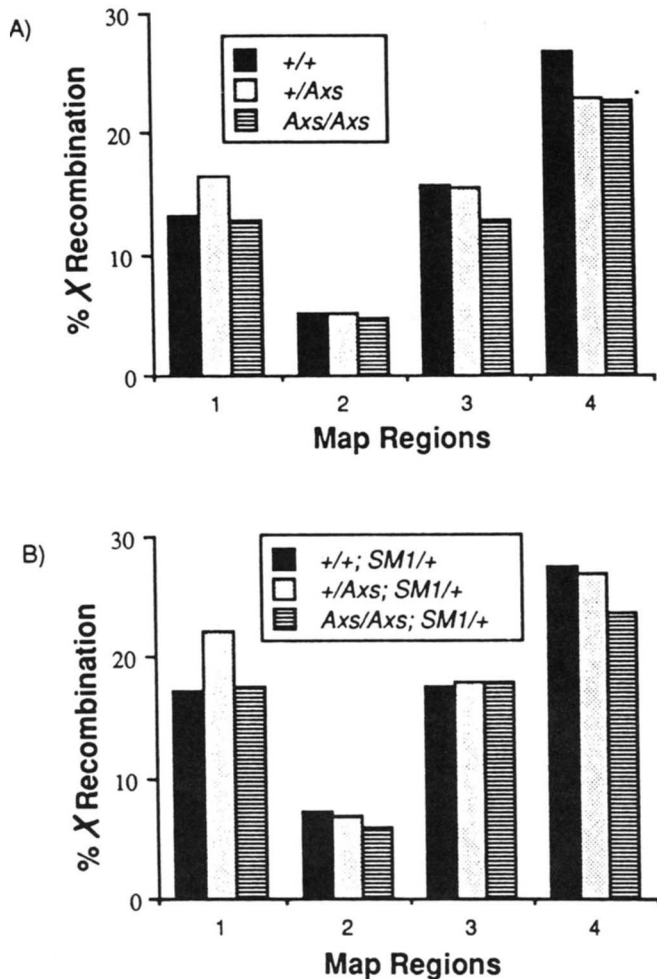 A)
30
20
10
0
% X Recombination
+/+
+/Axs
Axs/Axs
1 2 3 4
Map Regions
B)
30
20
10
0
% X Recombination
+/+; SM1/+
+/Axs; SM1/+
Axs/Axs; SM1/+
1 2 3 4
Map Regions